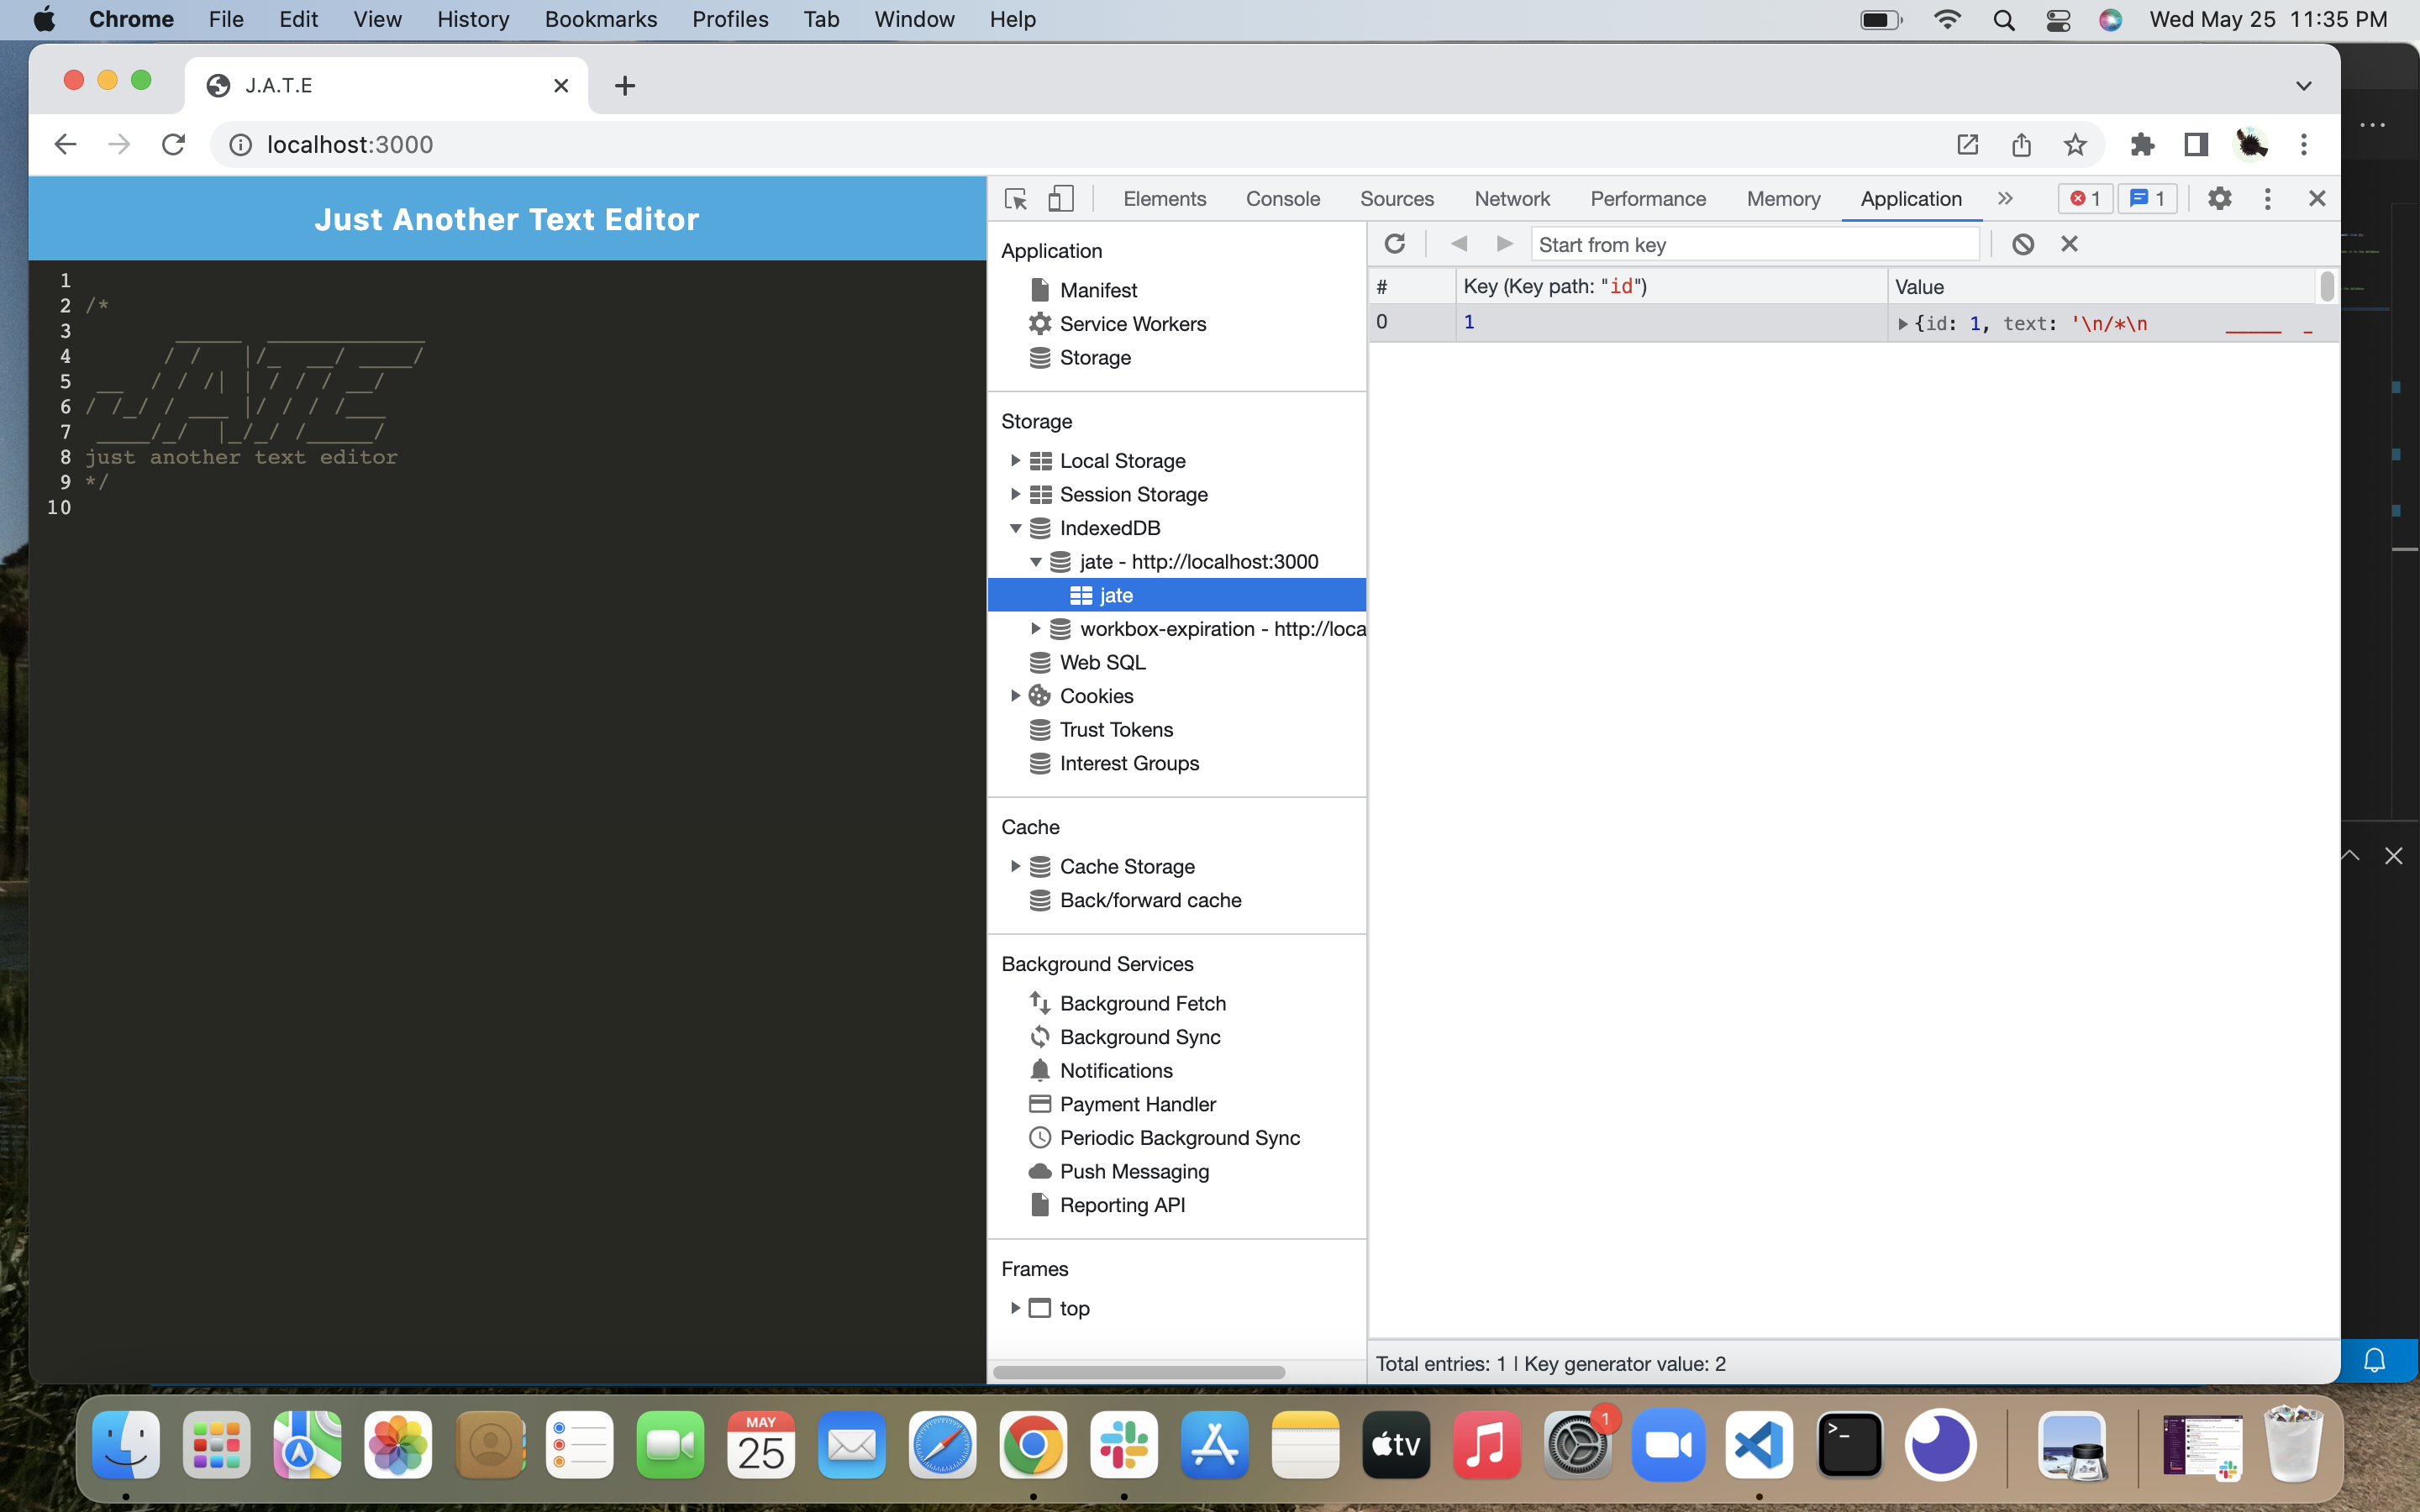 Chrome File Edit View History Bookmarks Profiles Tab Window Help Wed May 25 11:35 PM
J.A.T.E
localhost:3000
Just Another Text Editor
1
2 /*
3
4
5
6
7
8 just another text editor
9 */
10
Elements Console Sources Network Performance Memory Application 1 1
Application
Manifest
Service Workers
Storage
Storage
Local Storage
Session Storage
IndexedDB
jate - http://localhost:3000
jate
workbox-expiration - http://loca
Web SQL
Cookies
Trust Tokens
Interest Groups
Cache
Cache Storage
Back/forward cache
Background Services
Background Fetch
Background Sync
Notifications
Payment Handler
Periodic Background Sync
Push Messaging
Reporting API
Frames
top
Start from key
# Key (Key path: "id") Value
0 1 {id: 1, text: '\n/*\n _____ _
Total entries: 1 | Key generator value: 2
MAY
25
tv
1
>_